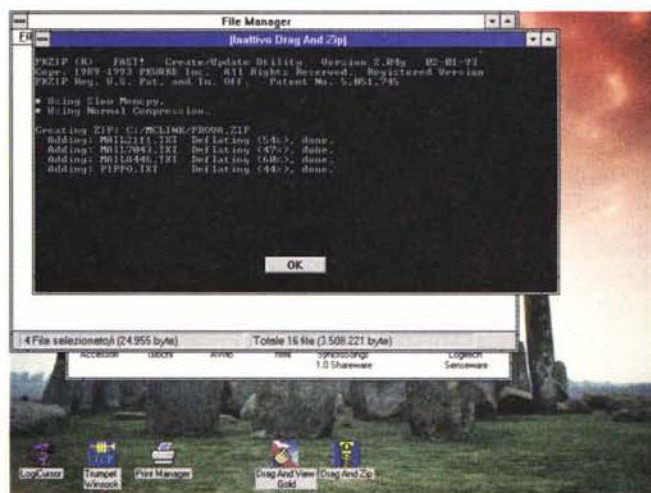 File Manager
(Inattivo Drag And Zip)
PKZIP (R) FAST! Create/Update Utility Version 2.04g 02-01-93
Copr. 1989-1993 PKWARE Inc. All Rights Reserved. Registered Version
PKZIP Reg. U.S. Pat. and Tm. Off. Patent No. 5,051,745
Using Slow Memcpy.
Using Normal Compression.
Creating ZIP: C:/MCLINK/PROVA.ZIP
Adding: MAIL2111.TXT Deflating (54%), done.
Adding: MAIL7043.TXT Deflating (47%), done.
Adding: MAIL8446.TXT Deflating (60%), done.
Adding: PIPPO.TXT Deflating (44%), done.
OK
4 File selezionato/i (24.955 byte) Totale 16 file (3.508.221 byte)
Accessori Giochi Avvio html Logitech
1.0 Shareware Senseware
LogiCursor Trumpet Winsock Print Manager Drag And View Gold Drag And Zip